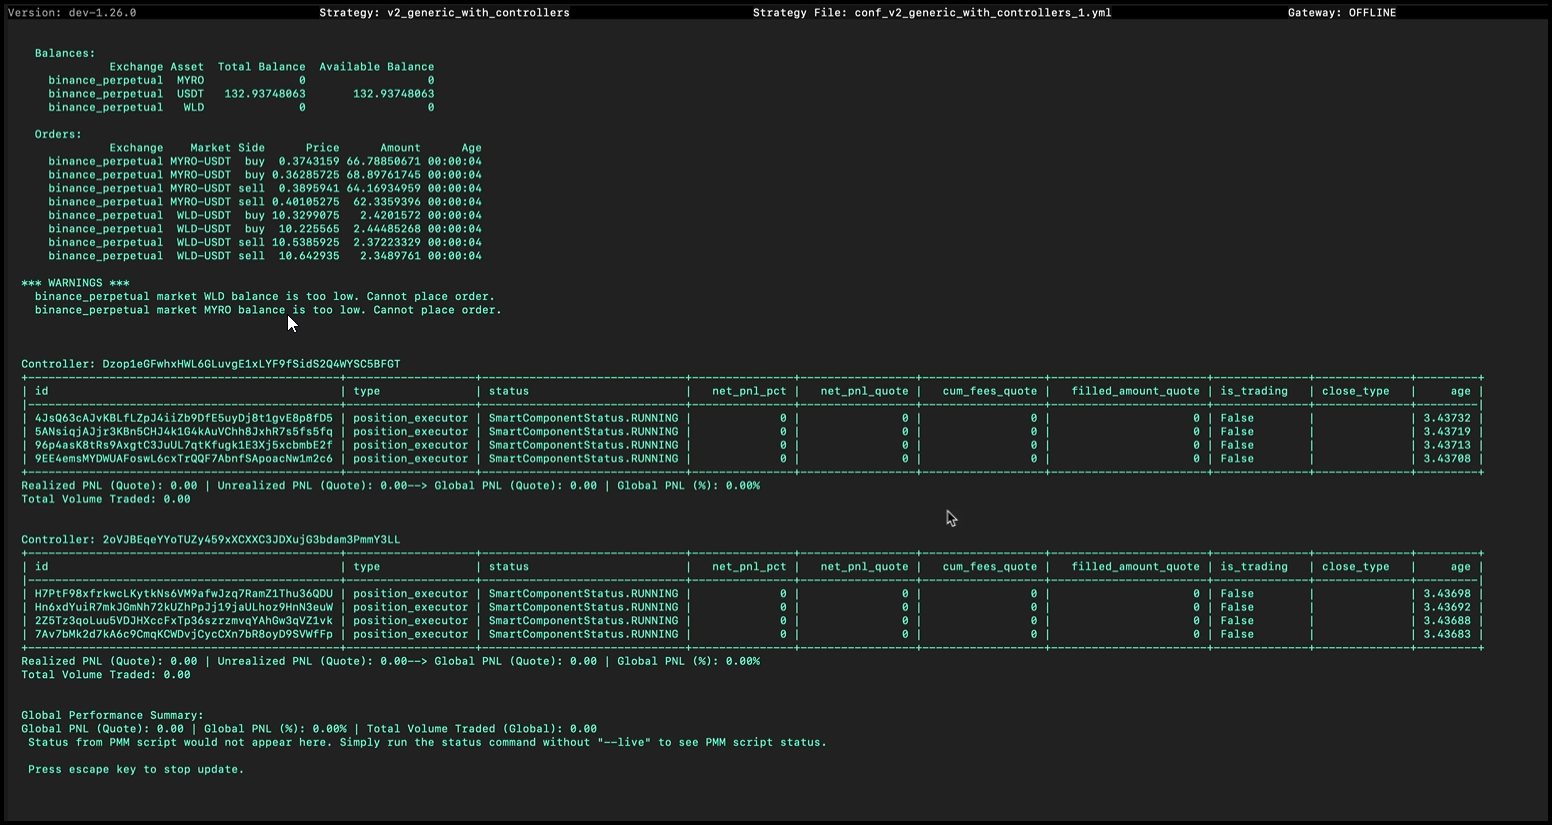 Version: dev-1.26.0 Strategy: v2_generic_with_controllers Strategy File: conf_v2_generic_with_controllers_1.yml Gateway: OFFLINE
Balances:
Exchange Asset Total Balance Available Balance
binance_perpetual MYRO 0 0
binance_perpetual USDT 132.93748063 132.93748063
binance_perpetual WLD 0 0
Orders:
Exchange Market Side Price Amount Age
binance_perpetual MYRO-USDT buy 0.3743159 66.78850671 00:00:04
binance_perpetual MYRO-USDT buy 0.36285725 68.89761745 00:00:04
binance_perpetual MYRO-USDT sell 0.3895941 64.16934959 00:00:04
binance_perpetual MYRO-USDT sell 0.40105275 62.3359396 00:00:04
binance_perpetual WLD-USDT buy 10.3299075 2.4201572 00:00:04
binance_perpetual WLD-USDT buy 10.225565 2.44485268 00:00:04
binance_perpetual WLD-USDT sell 10.5385925 2.37223329 00:00:04
binance_perpetual WLD-USDT sell 10.642935 2.3489761 00:00:04
*** WARNINGS ***
binance_perpetual market WLD balance is too low. Cannot place order.
binance_perpetual market MYRO balance is too low. Cannot place order.
Controller: Dzop1eGFwhxHWL6GLuvgE1xLYF9fSidS2Q4WYSC5BFGT
| id | type | status | net_pnl_pct | net_pnl_quote | cum_fees_quote | filled_amount_quote | is_trading | close_type | age |
| 4JsQ63cAJvKBLfLZpJ4iiZb9DfE5uyDj8t1gvE8p8fD5 | position_executor | SmartComponentStatus.RUNNING | 0 | 0 | 0 | 0 | False | | 3.43732 |
| 5ANsiqjAJjr3KBn5CHJ4k1G4kAuVChh8JxhR7s5fs5fq | position_executor | SmartComponentStatus.RUNNING | 0 | 0 | 0 | 0 | False | | 3.43719 |
| 96p4asK8tRs9AxgtC3JuUL7qtKfugk1E3Xj5xcbmbE2f | position_executor | SmartComponentStatus.RUNNING | 0 | 0 | 0 | 0 | False | | 3.43713 |
| 9EE4emsMYDWUAFoswL6cxTrQQF7AbnfSApoacNw1m2c6 | position_executor | SmartComponentStatus.RUNNING | 0 | 0 | 0 | 0 | False | | 3.43708 |
Realized PNL (Quote): 0.00 | Unrealized PNL (Quote): 0.00--> Global PNL (Quote): 0.00 | Global PNL (%): 0.00%
Total Volume Traded: 0.00
Controller: 2oVJBEqeYYoTUZy459xXCXXC3JDXujG3bdam3PmmY3LL
| id | type | status | net_pnl_pct | net_pnl_quote | cum_fees_quote | filled_amount_quote | is_trading | close_type | age |
| H7PtF98xfrkwcLKytkNs6VM9afwJzq7RamZ1Thu36QDU | position_executor | SmartComponentStatus.RUNNING | 0 | 0 | 0 | 0 | False | | 3.43698 |
| Hn6xdYuiR7mkJGmNh72kUZhPpJj19jaULhoz9HnN3euW | position_executor | SmartComponentStatus.RUNNING | 0 | 0 | 0 | 0 | False | | 3.43692 |
| 2Z5Tz3qoLuu5VDJHXccFxTp36szrzmvqYAhGw3qVZ1vk | position_executor | SmartComponentStatus.RUNNING | 0 | 0 | 0 | 0 | False | | 3.43688 |
| 7Av7bMk2d7kA6c9CmqKCWDvjCycCXn7bR8oyD9SVWfFp | position_executor | SmartComponentStatus.RUNNING | 0 | 0 | 0 | 0 | False | | 3.43683 |
Realized PNL (Quote): 0.00 | Unrealized PNL (Quote): 0.00--> Global PNL (Quote): 0.00 | Global PNL (%): 0.00%
Total Volume Traded: 0.00
Global Performance Summary:
Global PNL (Quote): 0.00 | Global PNL (%): 0.00% | Total Volume Traded (Global): 0.00
Status from PMM script would not appear here. Simply run the status command without "--live" to see PMM script status.
Press escape key to stop update.